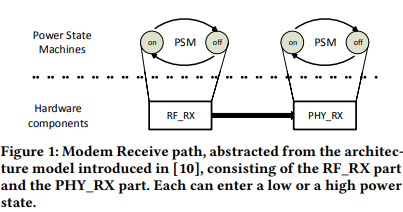 Power State
Machines
on PSM off
on PSM off
Hardware
components
RF_RX
PHY_RX
Figure 1: Modem Receive path, abstracted from the architec-
ture model introduced in [10], consisting of the RF_RX part
and the PHY_RX part. Each can enter a low or a high power
state.